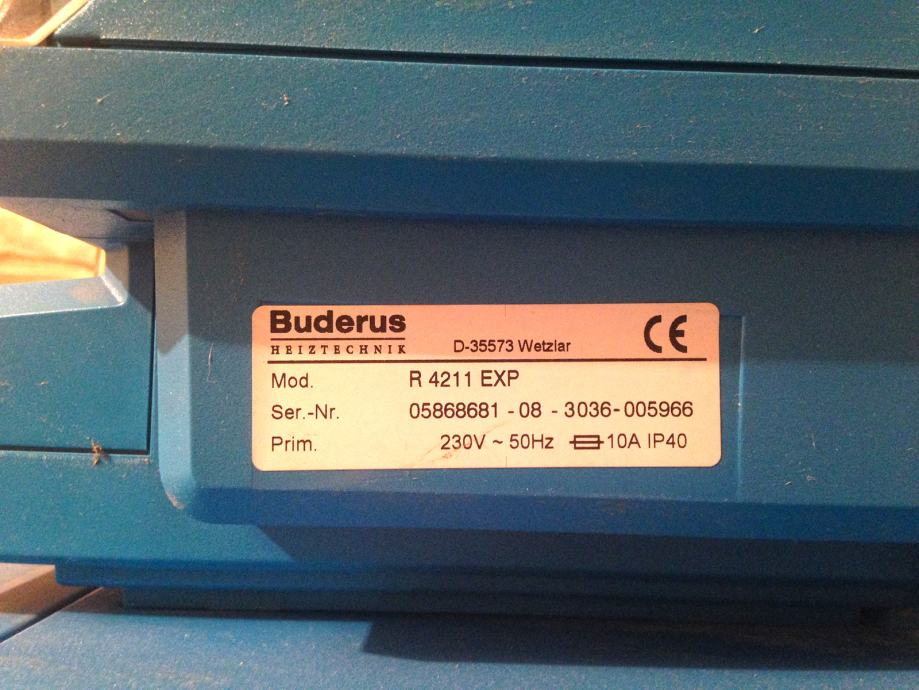 Buderus
HEIZTECHNIK D-35573 Wetzlar CE
Mod. R 4211 EXP
Ser.-Nr. 05868681 - 08 - 3036 - 005966
Prim. 230V ~ 50Hz 10A IP40